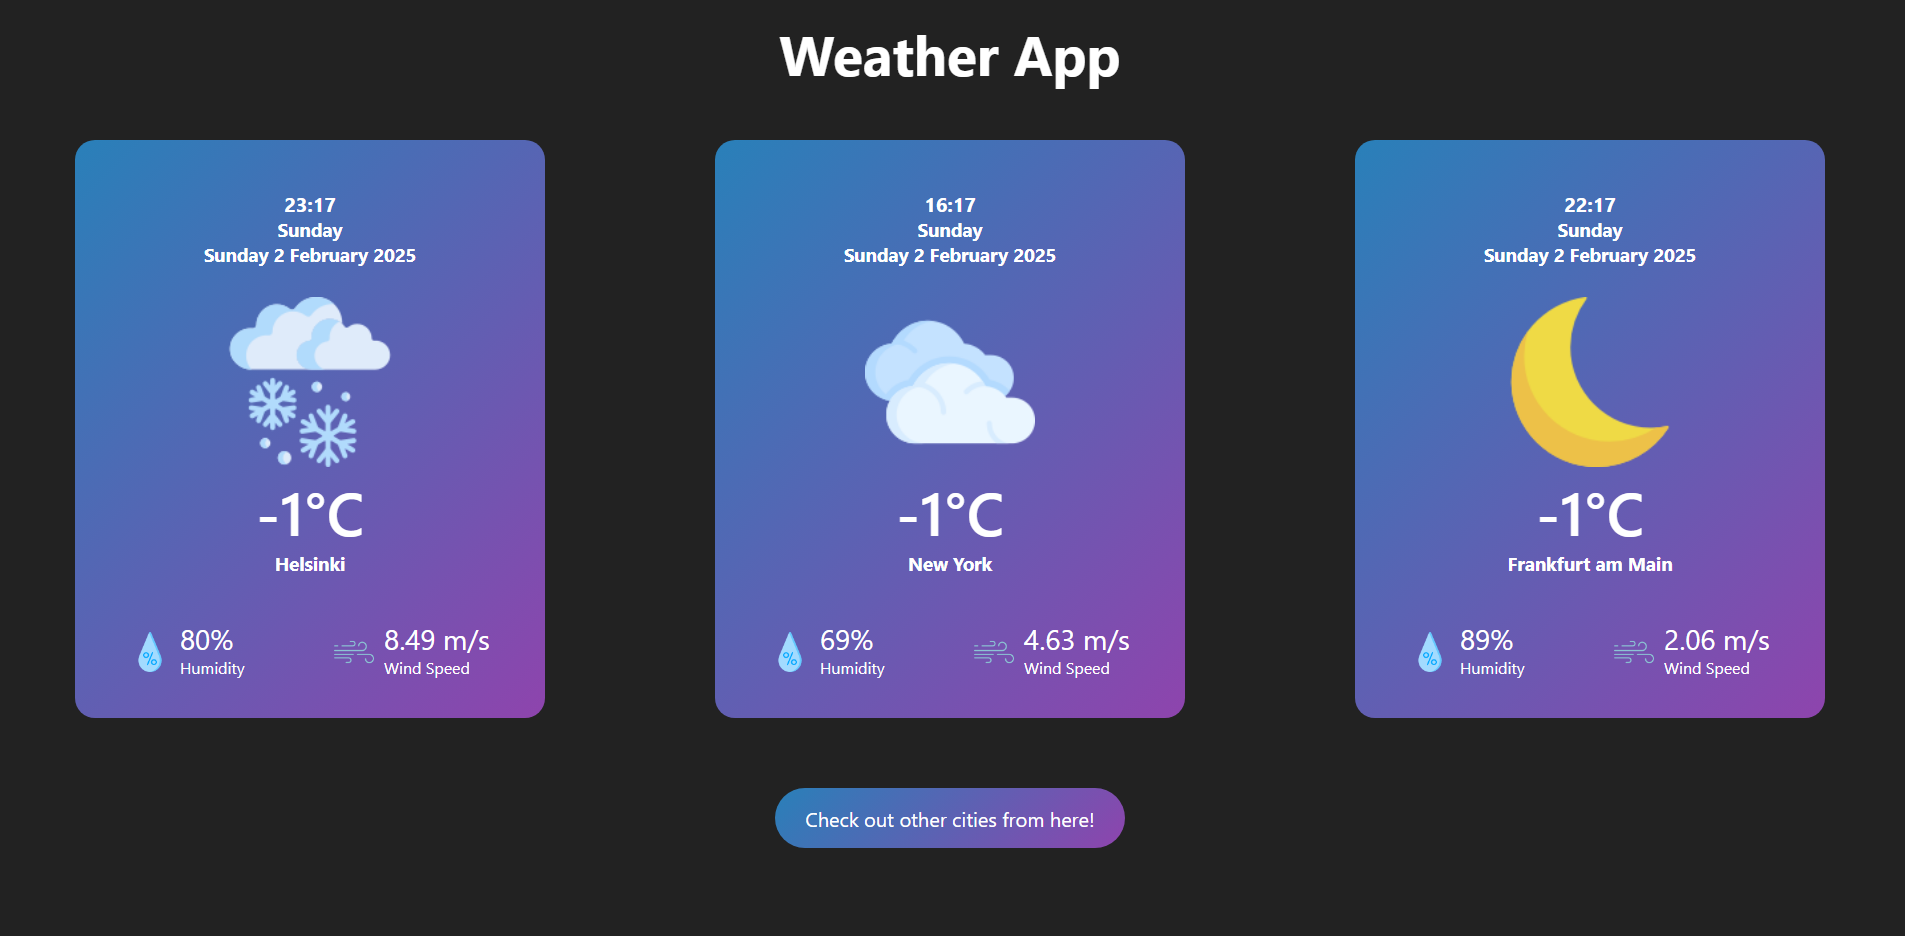 Weather App
23:17
Sunday
Sunday 2 February 2025
-1°C
Helsinki
%
80%
Humidity
8.49 m/s
Wind Speed
16:17
Sunday
Sunday 2 February 2025
-1°C
New York
%
69%
Humidity
4.63 m/s
Wind Speed
22:17
Sunday
Sunday 2 February 2025
-1°C
Frankfurt am Main
%
89%
Humidity
2.06 m/s
Wind Speed
Check out other cities from here!